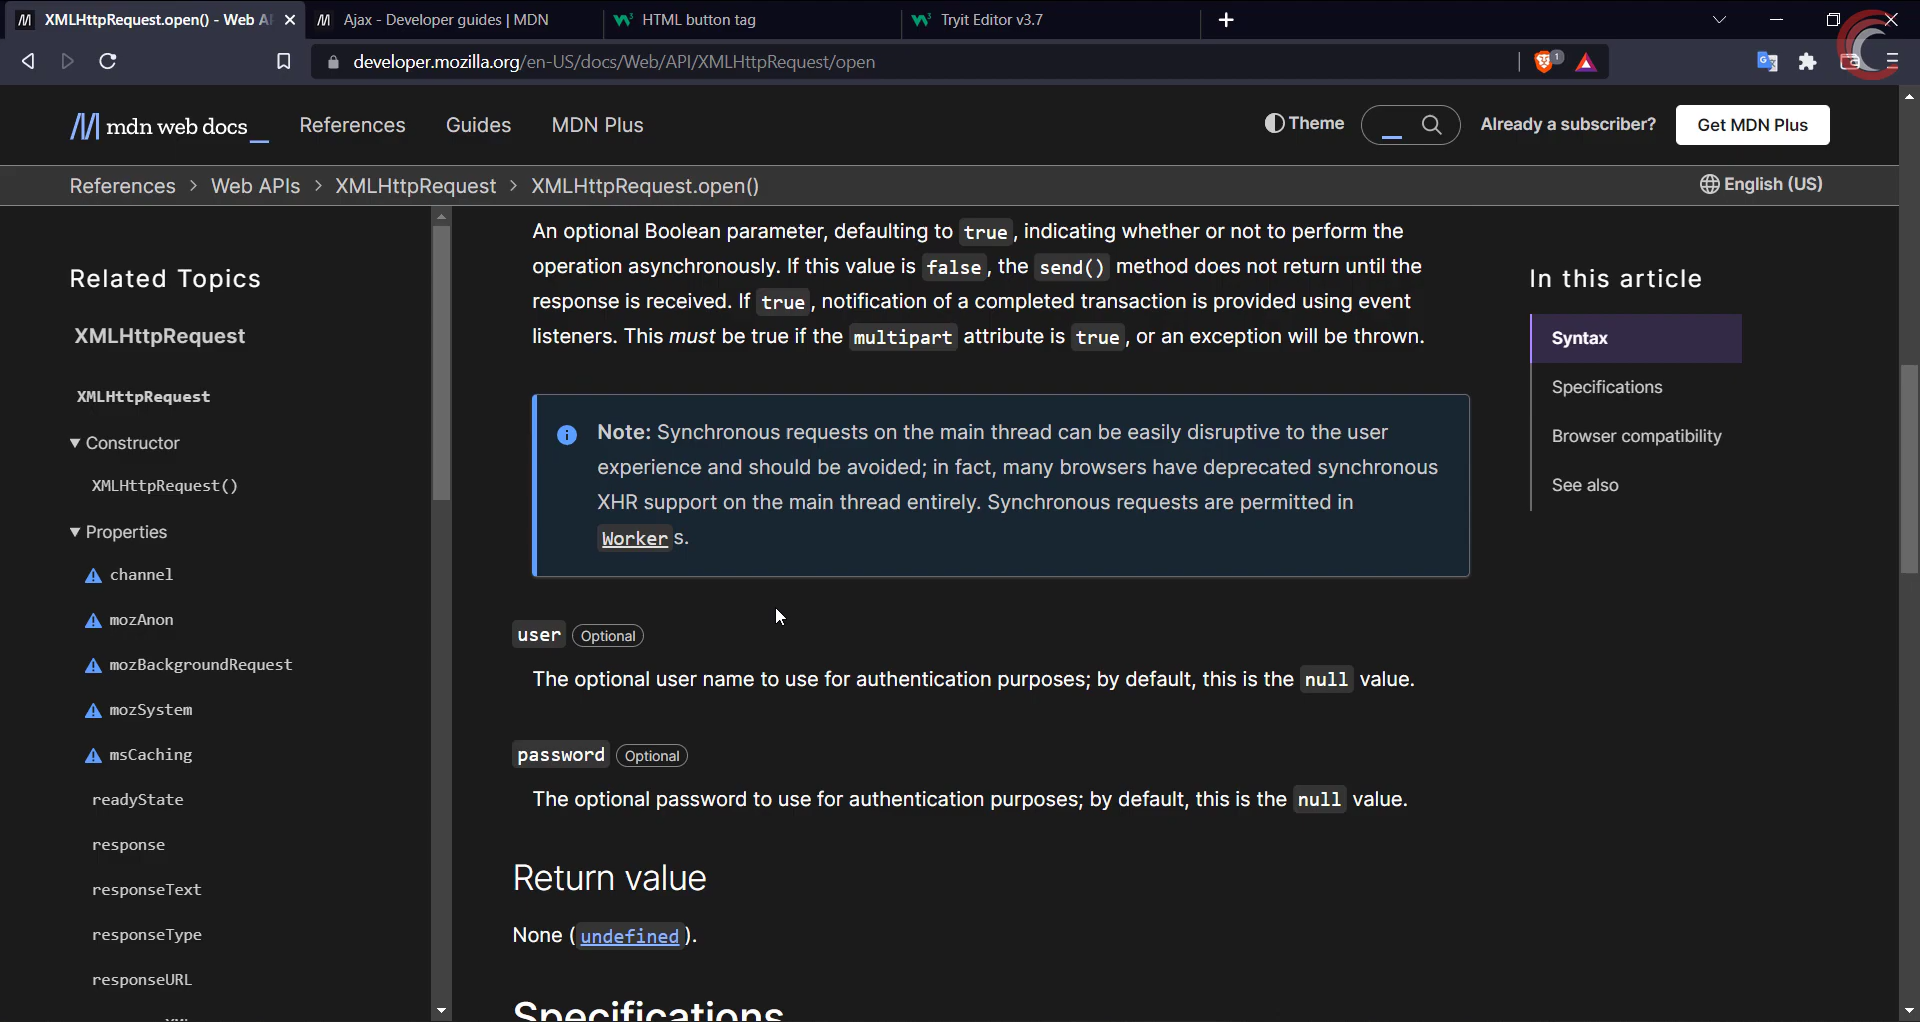 XMLHttpRequest.open() - Web A
Ajax - Developer guides | MDN
HTML button tag
Tryit Editor v3.7
developer.mozilla.org/en-US/docs/Web/API/XMLHttpRequest/open
1
mdn web docs_
References
Guides
MDN Plus
Theme
Already a subscriber?
Get MDN Plus
References > Web APIs > XMLHttpRequest > XMLHttpRequest.open()
English (US)
Related Topics
XMLHttpRequest
XMLHttpRequest
Constructor
XMLHttpRequest()
Properties
channel
mozAnon
mozBackgroundRequest
mozSystem
msCaching
readyState
response
responseText
responseType
responseURL
An optional Boolean parameter, defaulting to true, indicating whether or not to perform the
operation asynchronously. If this value is false, the send() method does not return until the
response is received. If true, notification of a completed transaction is provided using event
listeners. This must be true if the multipart attribute is true, or an exception will be thrown.
Note: Synchronous requests on the main thread can be easily disruptive to the user
experience and should be avoided; in fact, many browsers have deprecated synchronous
XHR support on the main thread entirely. Synchronous requests are permitted in
Workers.
user Optional
The optional user name to use for authentication purposes; by default, this is the null value.
password Optional
The optional password to use for authentication purposes; by default, this is the null value.
Return value
None (undefined).
Specifications
In this article
Syntax
Specifications
Browser compatibility
See also